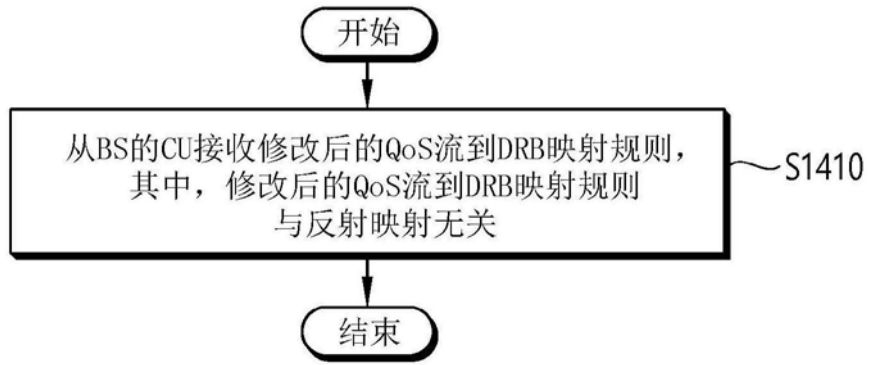 开始
从BS的CU接收修改后的QoS流到DRB映射规则，
其中，修改后的QoS流到DRB映射规则
与反射映射无关
S1410
结束